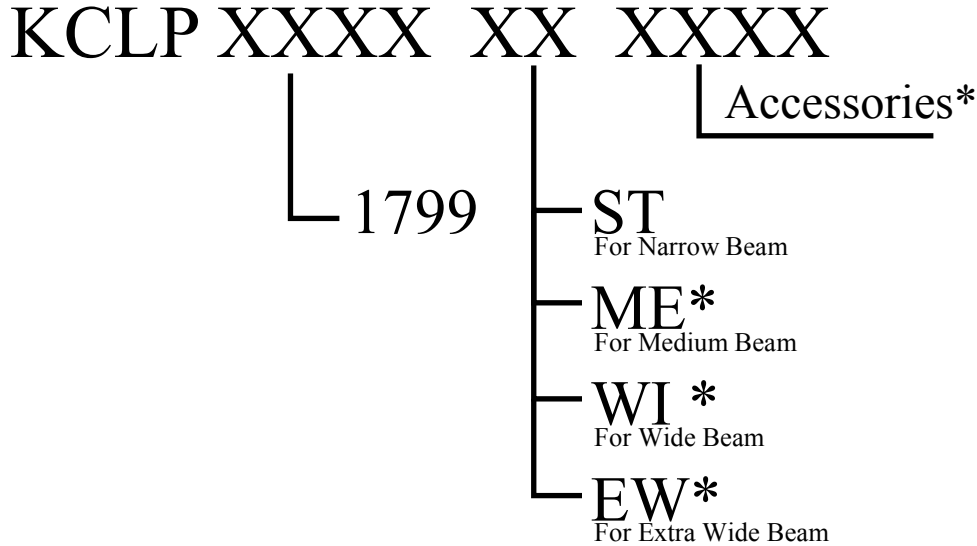 KCLP XXXX XX XXXX
Accessories*
1799
ST
For Narrow Beam
ME*
For Medium Beam
WI *
For Wide Beam
EW*
For Extra Wide Beam